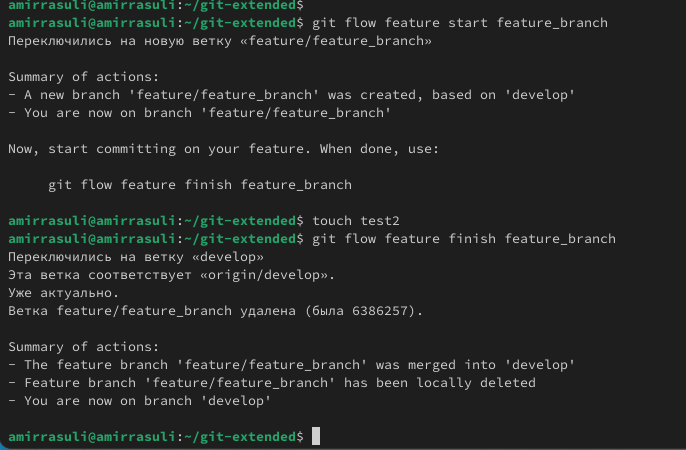 amirrasuli@amirrasuli:~/git-extended$
amirrasuli@amirrasuli:~/git-extended$ git flow feature start feature_branch
Переключились на новую ветку «feature/feature_branch»
Summary of actions:
- A new branch 'feature/feature_branch' was created, based on 'develop'
- You are now on branch 'feature/feature_branch'
Now, start committing on your feature. When done, use:
git flow feature finish feature_branch
amirrasuli@amirrasuli:~/git-extended$ touch test2
amirrasuli@amirrasuli:~/git-extended$ git flow feature finish feature_branch
Переключились на ветку «develop»
Эта ветка соответствует «origin/develop».
Уже актуально.
Ветка feature/feature_branch удалена (была 6386257).
Summary of actions:
- The feature branch 'feature/feature_branch' was merged into 'develop'
- Feature branch 'feature/feature_branch' has been locally deleted
- You are now on branch 'develop'
amirrasuli@amirrasuli:~/git-extended$